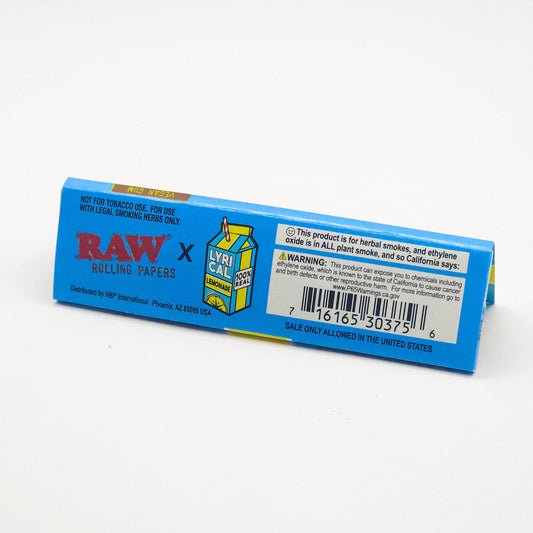 VEGAN GUM
NOT FOR TOBACCO USE. FOR USE
WITH LEGAL SMOKING HERBS ONLY.
RAW X
ROLLING PAPERS
Distributed by HBI® International Phoenix, AZ 85009 USA
LYRI
CAL
LEMONADE
100%
REAL
This product is for herbal smokes, and ethylene
oxide is in ALL plant smoke, and so California says:
WARNING: This product can expose you to chemicals including
ethylene oxide, which is known to the state of California to cause cancer
and birth defects or other reproductive harm. For more information go to
www.P65Warnings.ca.gov
7 16165 30375 6
SALE ONLY ALLOWED IN THE UNITED STATES